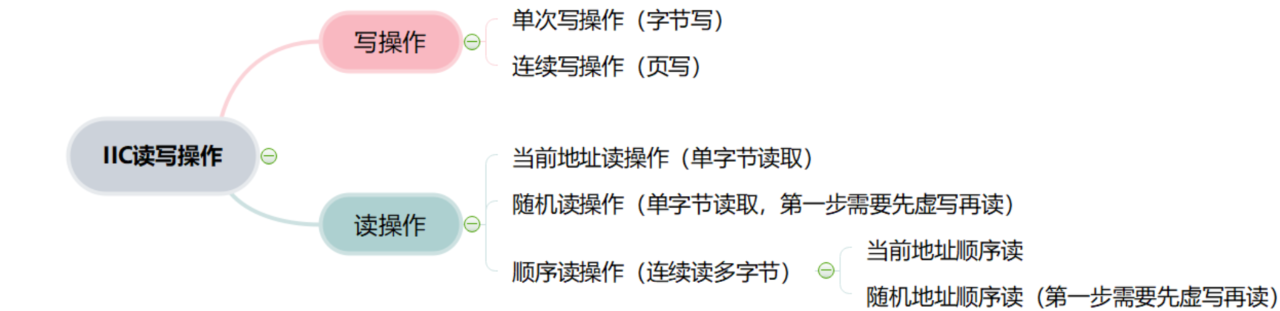 IIC读写操作
写操作
单次写操作（字节写）
连续写操作（页写）
读操作
当前地址读操作（单字节读取）
随机读操作（单字节读取，第一步需要先虚写再读）
顺序读操作（连续读多字节）
当前地址顺序读
随机地址顺序读（第一步需要先虚写再读）